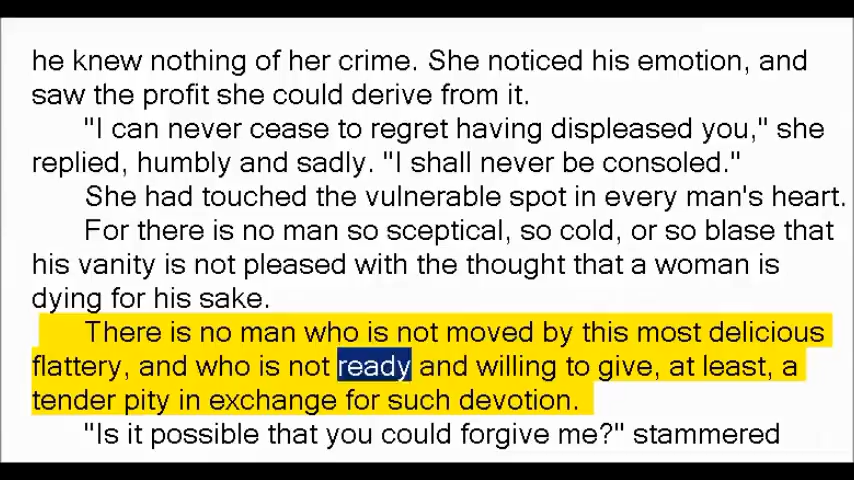 he knew nothing of her crime. She noticed his emotion, and
saw the profit she could derive from it.
"I can never cease to regret having displeased you," she
replied, humbly and sadly. "I shall never be consoled."
She had touched the vulnerable spot in every man's heart.
For there is no man so sceptical, so cold, or so blase that
his vanity is not pleased with the thought that a woman is
dying for his sake.
There is no man who is not moved by this most delicious
flattery, and who is not ready and willing to give, at least, a
tender pity in exchange for such devotion.
"Is it possible that you could forgive me?" stammered